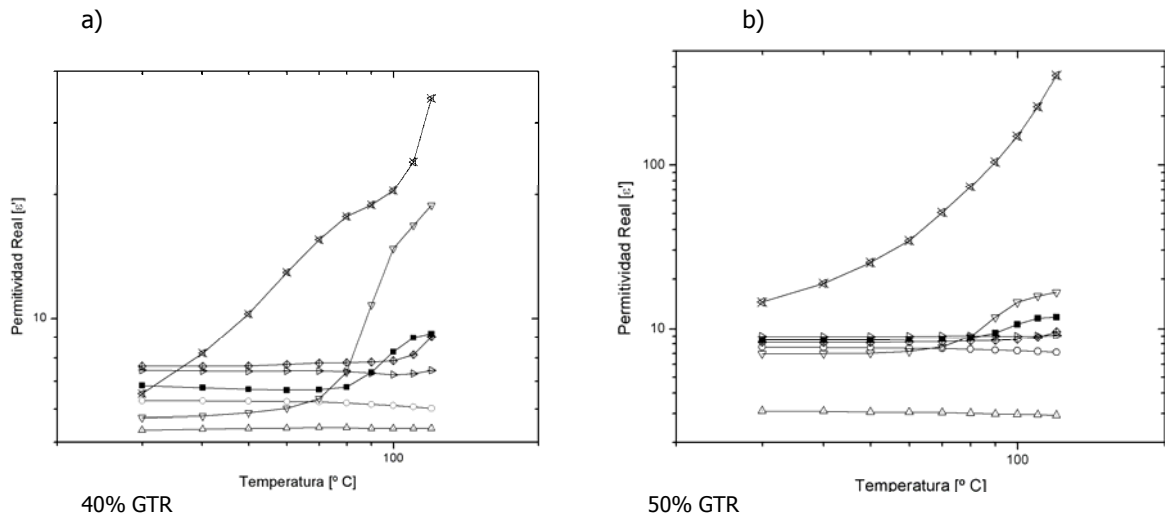 a)
Permitividad Real [ε']
10
100
Temperatura [º C]
40% GTR
b)
Permitividad Real [ε']
100
10
100
Temperatura [º C]
50% GTR